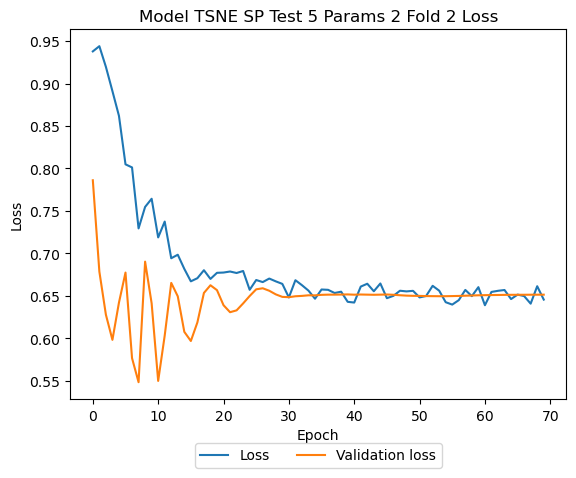 Model TSNE SP Test 5 Params 2 Fold 2 Loss
0.95
0.90
0.85
0.80
0.75
0.70
0.65
0.60
0.55
Loss
0 10 20 30 40 50 60 70
Epoch
Loss Validation loss